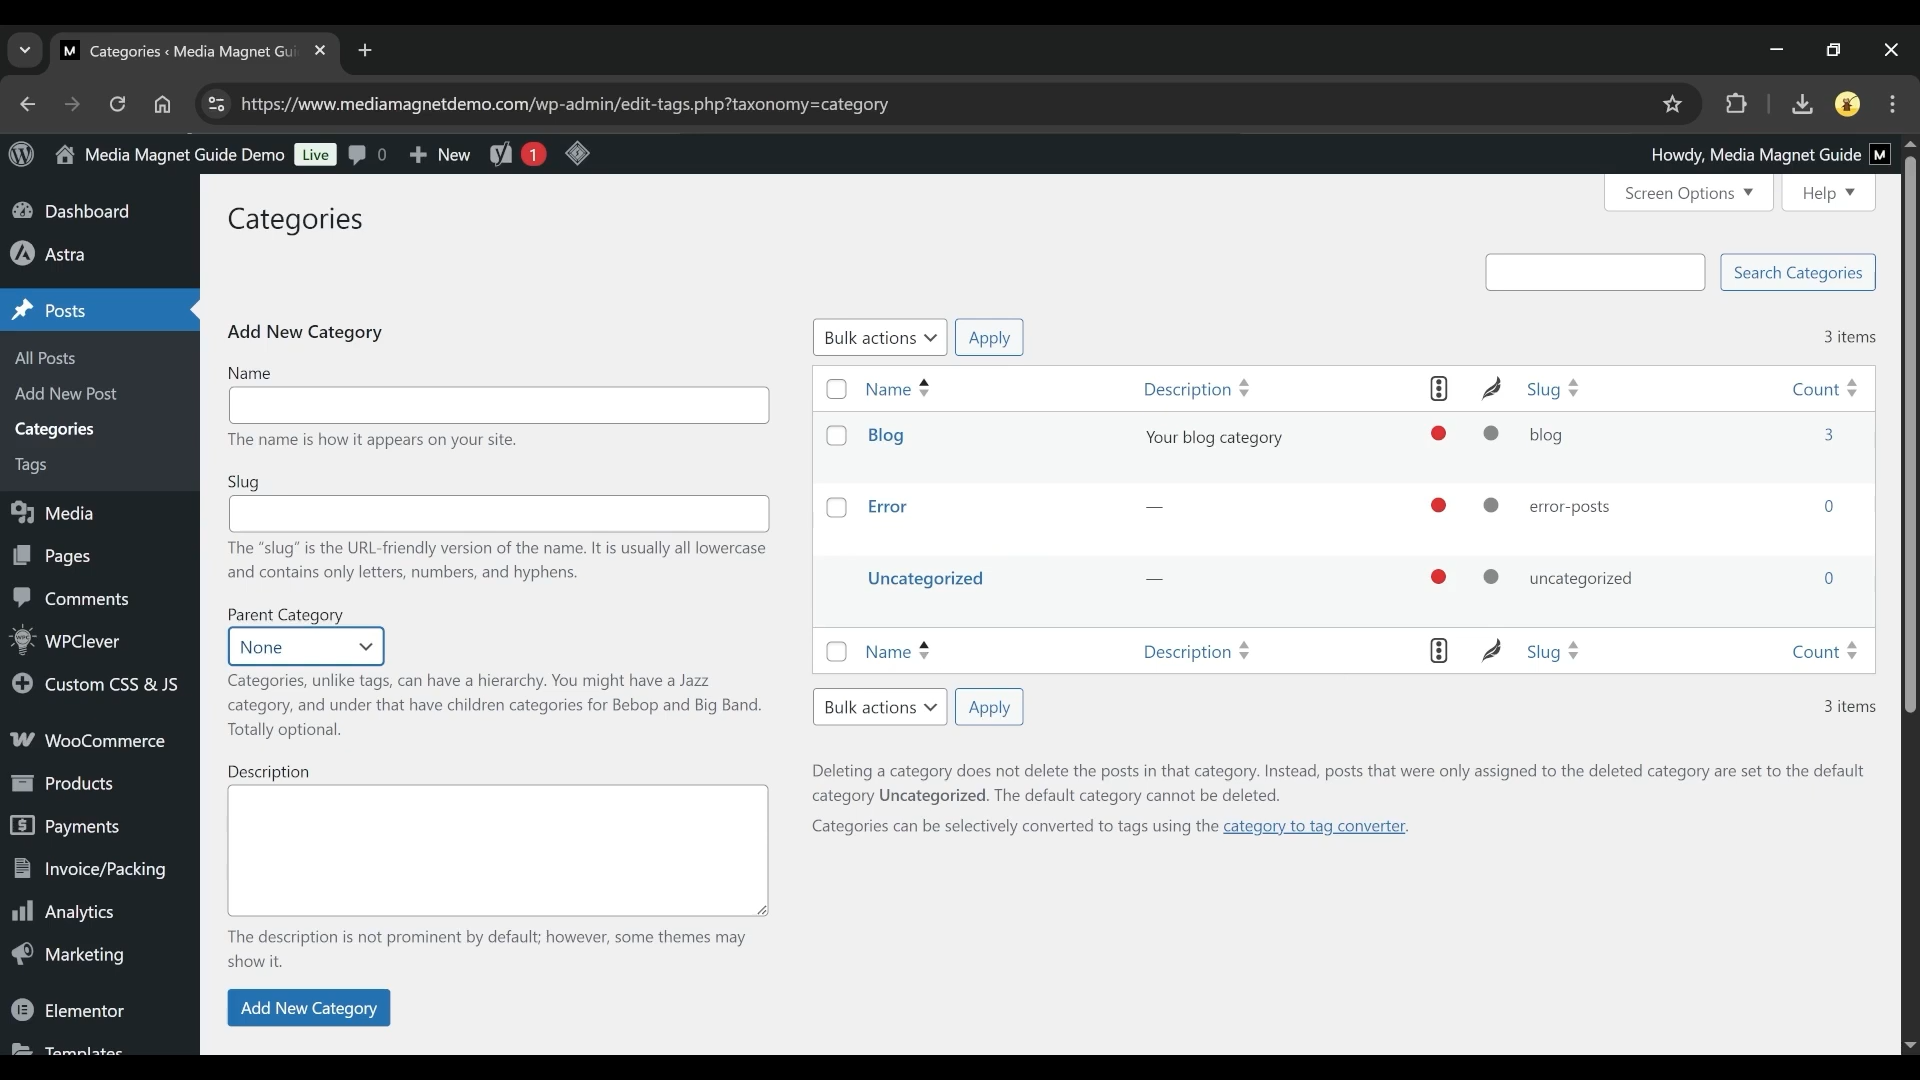 Categories ‹ Media Magnet Gui
https://www.mediamagnetdemo.com/wp-admin/edit-tags.php?taxonomy=category
Media Magnet Guide Demo Live 0 New 1 Howdy, Media Magnet Guide M
Screen Options Help
Dashboard
Astra
Posts
All Posts
Add New Post
Categories
Tags
Media
Pages
Comments
WPClever
Custom CSS & JS
WooCommerce
Products
Payments
Invoice/Packing
Analytics
Marketing
Elementor
Templates
Categories
Search Categories
Add New Category
Name
The name is how it appears on your site.
Slug
The “slug” is the URL-friendly version of the name. It is usually all lowercase
and contains only letters, numbers, and hyphens.
Parent Category
None
Categories, unlike tags, can have a hierarchy. You might have a Jazz
category, and under that have children categories for Bebop and Big Band.
Totally optional.
Description
The description is not prominent by default; however, some themes may
show it.
Add New Category
Bulk actions Apply 3 items
Name Description Slug Count
Blog Your blog category blog 3
Error — error-posts 0
Uncategorized — uncategorized 0
Name Description Slug Count
Bulk actions Apply 3 items
Deleting a category does not delete the posts in that category. Instead, posts that were only assigned to the deleted category are set to the default
category Uncategorized. The default category cannot be deleted.
Categories can be selectively converted to tags using the category to tag converter.